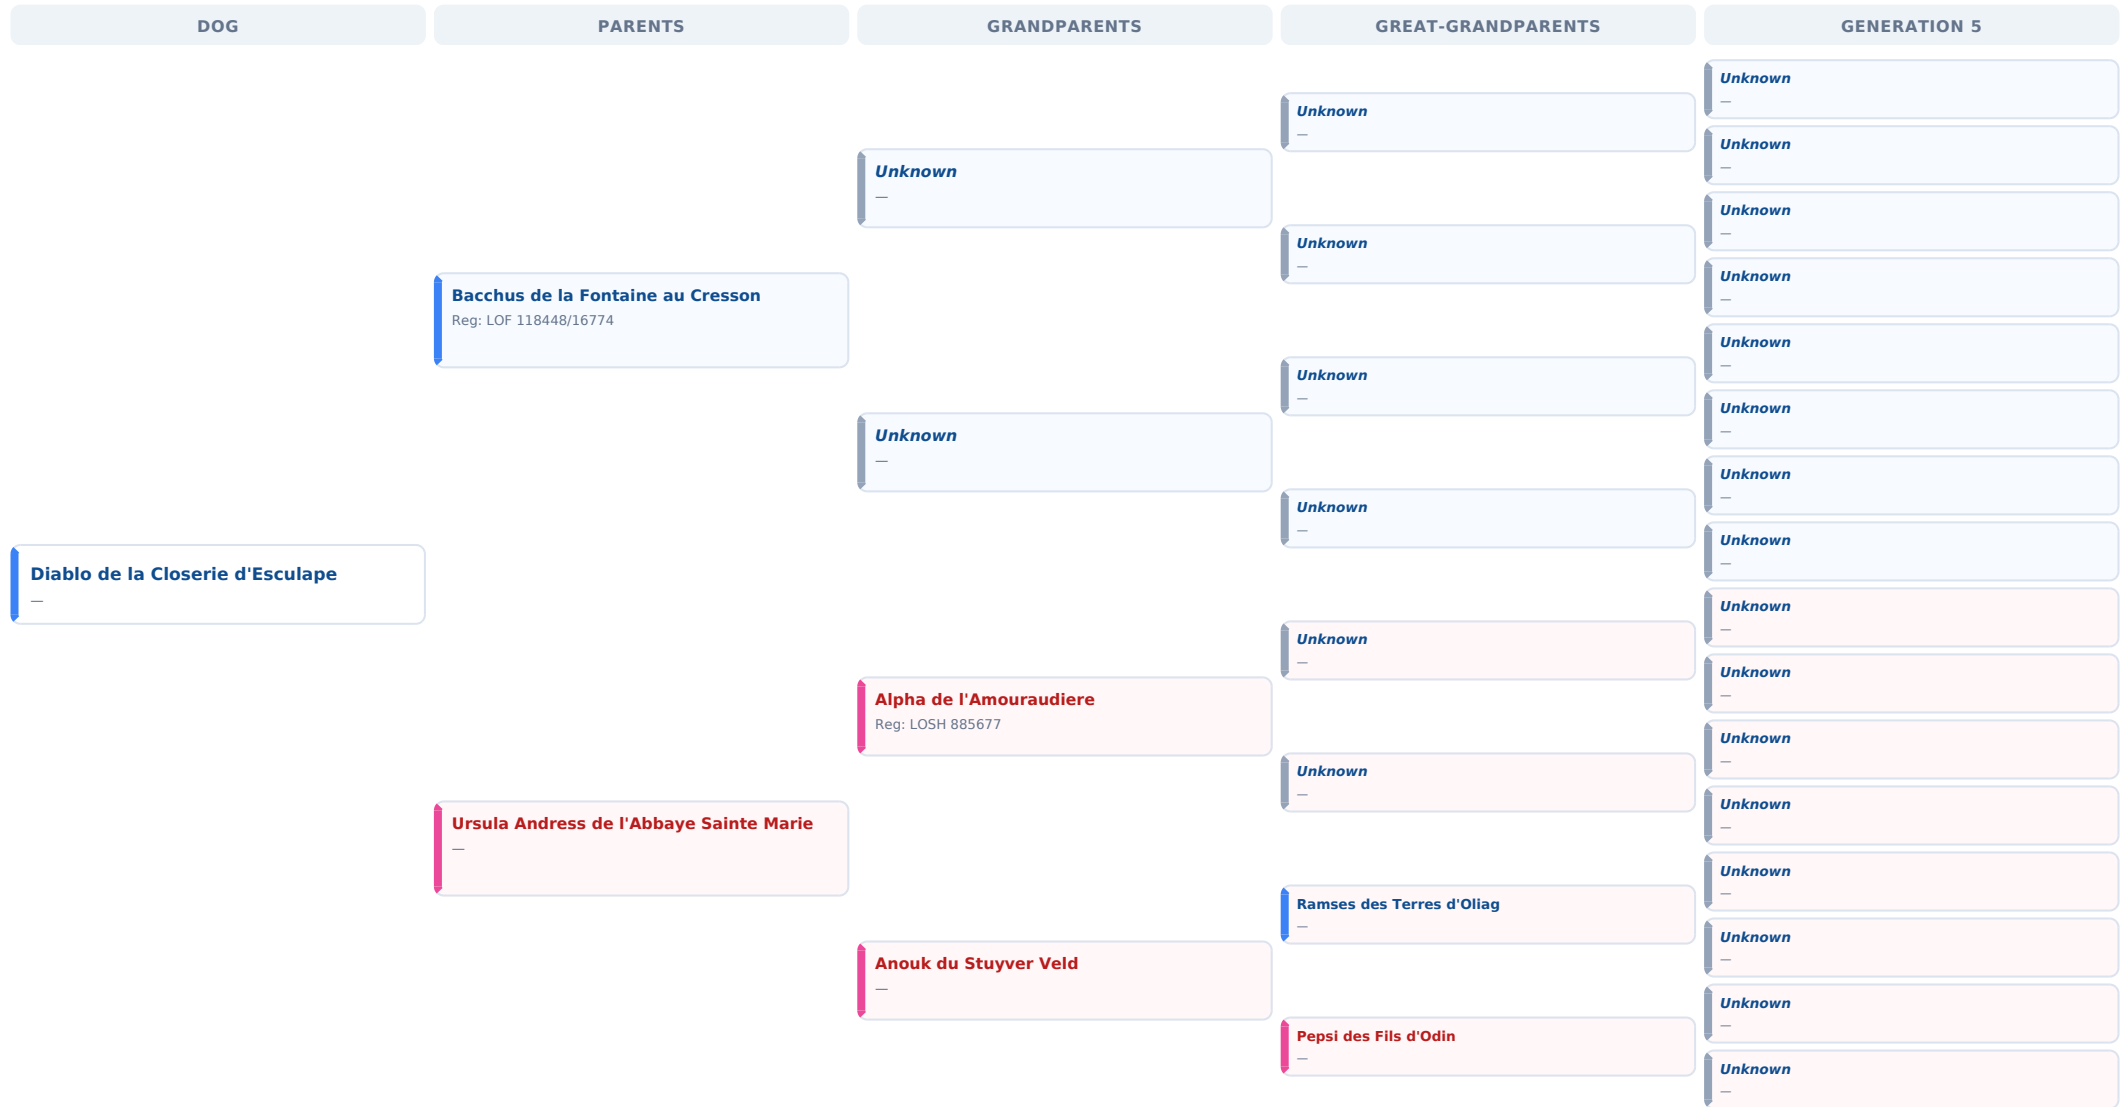 DOG
PARENTS
GRANDPARENTS
GREAT-GRANDPARENTS
GENERATION 5
Diablo de la Closerie d'Esculape
—
Bacchus de la Fontaine au Cresson
Reg: LOF 118448/16774
Ursula Andress de l'Abbaye Sainte Marie
—
Unknown
—
Unknown
—
Alpha de l'Amouraudiere
Reg: LOSH 885677
Anouk du Stuyver Veld
—
Unknown
—
Unknown
—
Unknown
—
Unknown
—
Unknown
—
Unknown
—
Ramses des Terres d'Oliag
—
Pepsi des Fils d'Odin
—
Unknown
—
Unknown
—
Unknown
—
Unknown
—
Unknown
—
Unknown
—
Unknown
—
Unknown
—
Unknown
—
Unknown
—
Unknown
—
Unknown
—
Unknown
—
Unknown
—
Unknown
—
Unknown
—